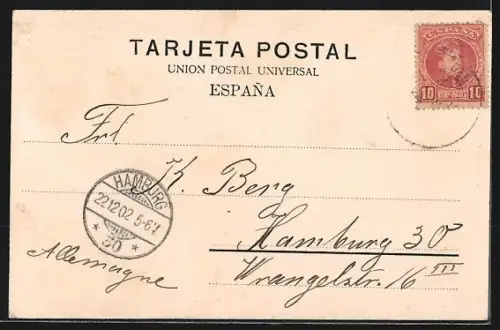 TARJETA POSTAL
UNION POSTAL UNIVERSAL
ESPAÑA
10 10
Frl.
K. Berg
HAMBURG
22.12.02 5-6 N
* 30 *
Hamburg 30
Allemagne
Wrangelstr. 16 III